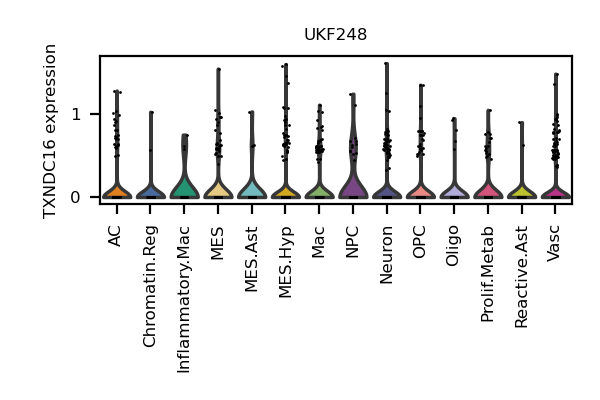 UKF248
TXNDC16 expression
1
0
AC
Chromatin.Reg
Inflammatory.Mac
MES
MES.Ast
MES.Hyp
Mac
NPC
Neuron
OPC
Oligo
Prolif.Metab
Reactive.Ast
Vasc